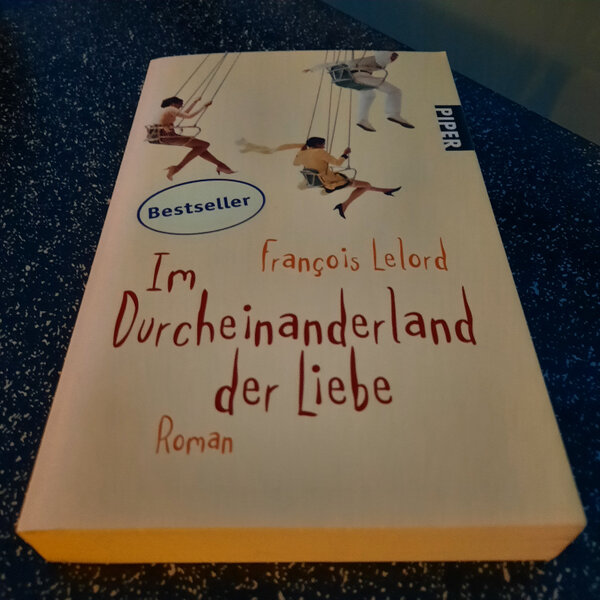 PIPER
Bestseller
François Lelord
Im
Durcheinanderland
der Liebe
Roman